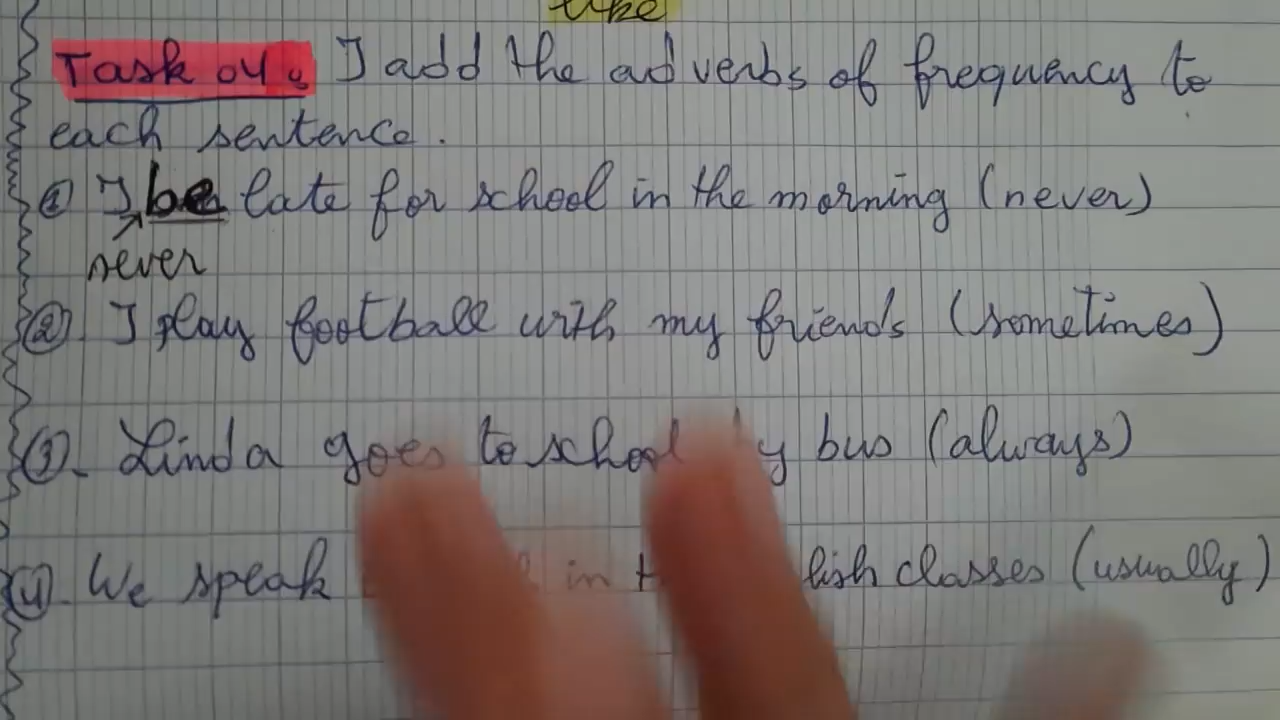 like
Task 04: I add the adverbs of frequency to
each sentence.
① I be late for school in the morning (never)
never
② I play football with my friends (sometimes)
③. Linda goes to school by bus (always)
④. We speak in classes (usually)